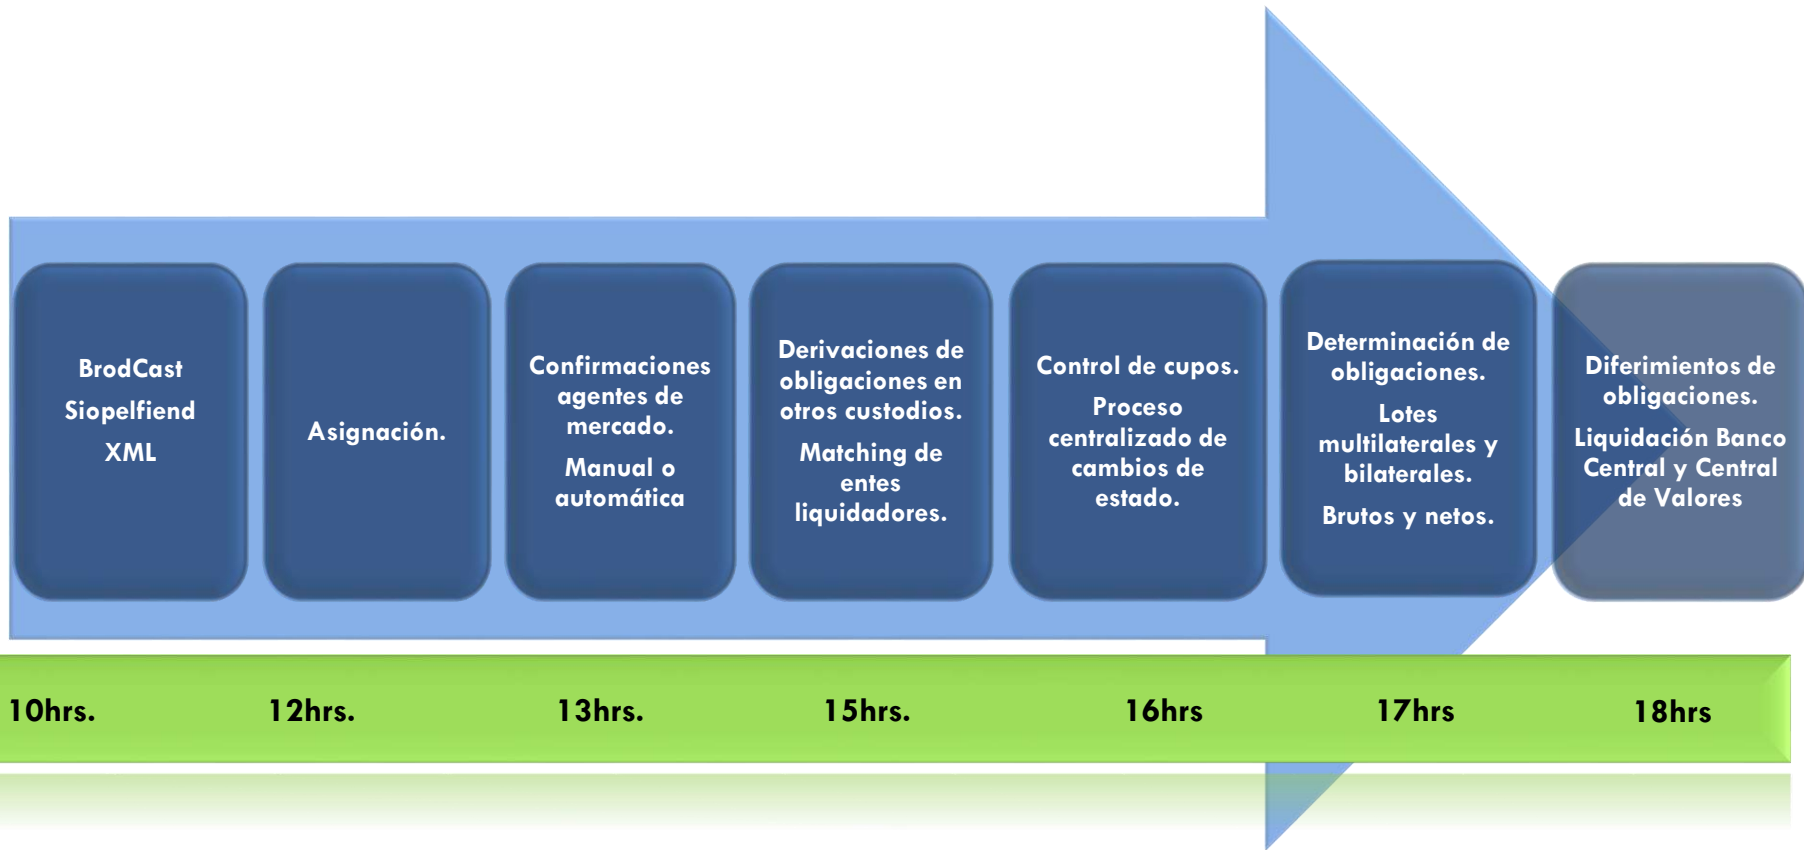 BrodCast
Siopelfiend
XML
Asignación.
Confirmaciones
agentes de
mercado.
Manual o
automática
Derivaciones de
obligaciones en
otros custodios.
Matching de
entes
liquidadores.
Control de cupos.
Proceso
centralizado de
cambios de
estado.
Determinación de
obligaciones.
Lotes
multilaterales y
bilaterales.
Brutos y netos.
Diferimientos de
obligaciones.
Liquidación Banco
Central y Central
de Valores
10hrs.
12hrs.
13hrs.
15hrs.
16hrs
17hrs
18hrs